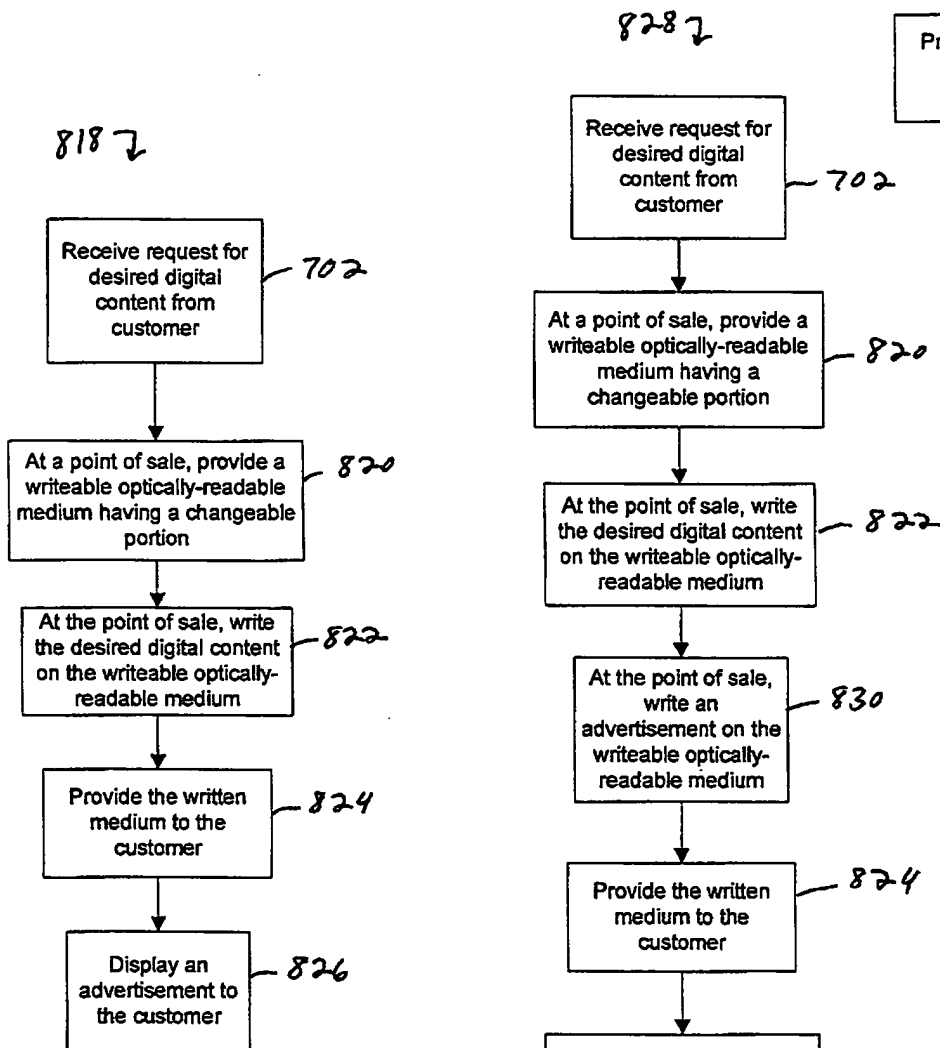 818
Receive request for
desired digital
content from
customer
702
At a point of sale, provide a
writeable optically-readable
medium having a changeable
portion
820
At the point of sale, write
the desired digital content
on the writeable optically-
readable medium
822
Provide the written
medium to the
customer
824
Display an
advertisement to
the customer
826
828
Receive request for
desired digital
content from
customer
702
At a point of sale, provide a
writeable optically-readable
medium having a
changeable portion
820
At the point of sale, write
the desired digital content
on the writeable optically-
readable medium
822
At the point of sale,
write an
advertisement on the
writeable optically-
readable medium
830
Provide the written
medium to the
customer
824